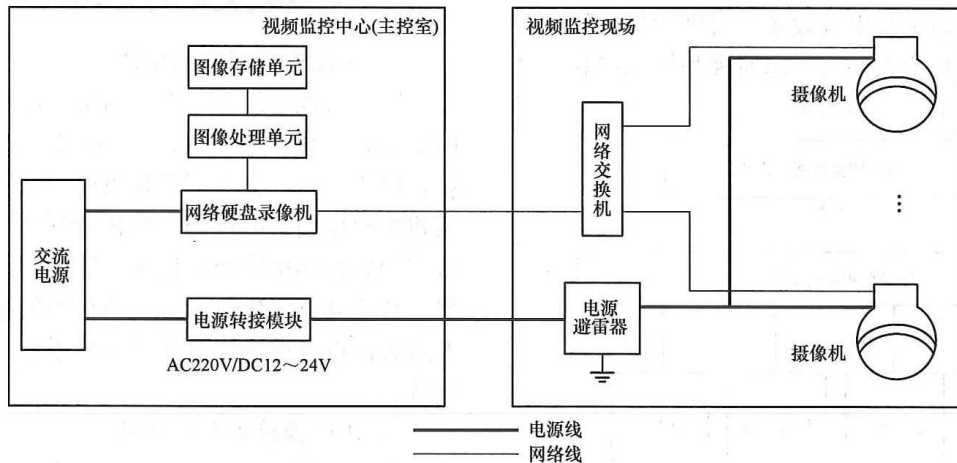 视频监控中心(主控室)
图像存储单元
图像处理单元
网络硬盘录像机
交流
电源
电源转接模块
AC220V/DC12～24V
视频监控现场
摄像机
网络交换机
⋮
电源
避雷器
摄像机
电源线
网络线